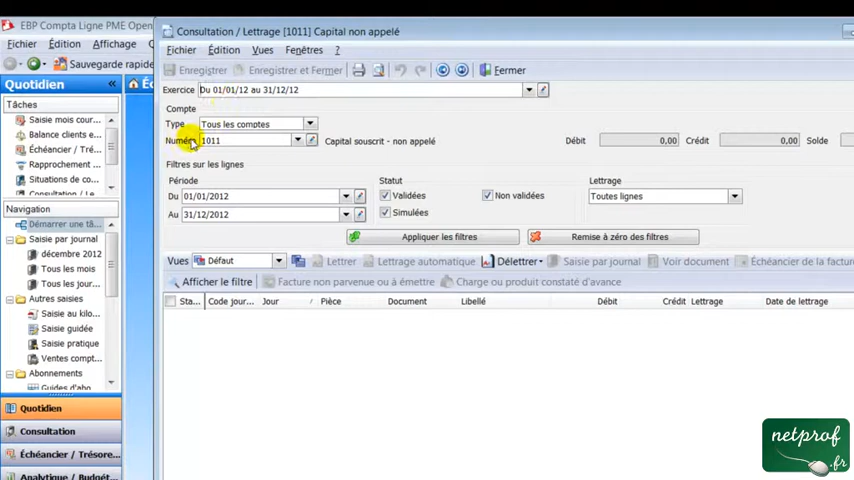 EBP Compta Ligne PME Open
Consultation / Lettrage [1011] Capital non appelé
Fichier Édition Affichage
Fichier Édition Vues Fenêtres ?
Sauvegarde rapide
Enregistrer Enregistrer et Fermer Fermer
Quotidien
Exercice Du 01/01/12 au 31/12/12
Tâches
Compte
Saisie mois cour...
Type Tous les comptes
Balance clients e...
Numéro 1011 Capital souscrit - non appelé Débit 0,00 Crédit 0,00 Solde
Échéancier / Tré...
Rapprochement
Filtres sur les lignes
Situations de co...
Période Statut Lettrage
Consultation / Le
Du 01/01/2012 Validées Non validées Toutes lignes
Navigation
Au 31/12/2012 Simulées
Démarrer une tâ...
Saisie par journal
Appliquer les filtres Remise à zéro des filtres
décembre 2012
Vues Défaut Lettrer Lettrage automatique Délettrer Saisie par journal Voir document Échéancier de la factur
Tous les mois
Tous les jour...
Afficher le filtre Facture non parvenue ou à émettre Charge ou produit constaté d'avance
Autres saisies
Sta... Code jour... Jour Pièce Document Libellé Débit Crédit Lettrage Date de lettrage
Saisie au kilo...
Saisie guidée
Saisie pratique
Ventes compt...
Abonnements
Guides d'abo
Quotidien
Consultation
Échéancier / Trésore...
Analytique / Budgét...
netprof
.fr